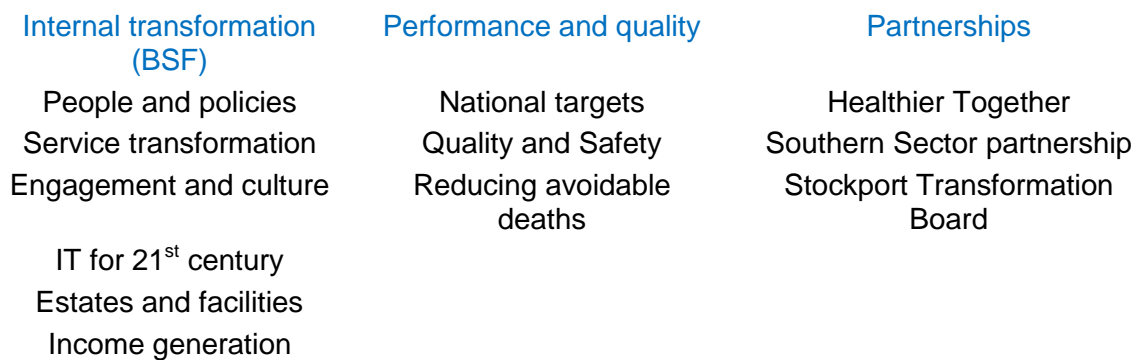 Internal transformation
(BSF)
People and policies
Service transformation
Engagement and culture
IT for 21st century
Estates and facilities
Income generation
Performance and quality
National targets
Quality and Safety
Reducing avoidable
deaths
Partnerships
Healthier Together
Southern Sector partnership
Stockport Transformation
Board